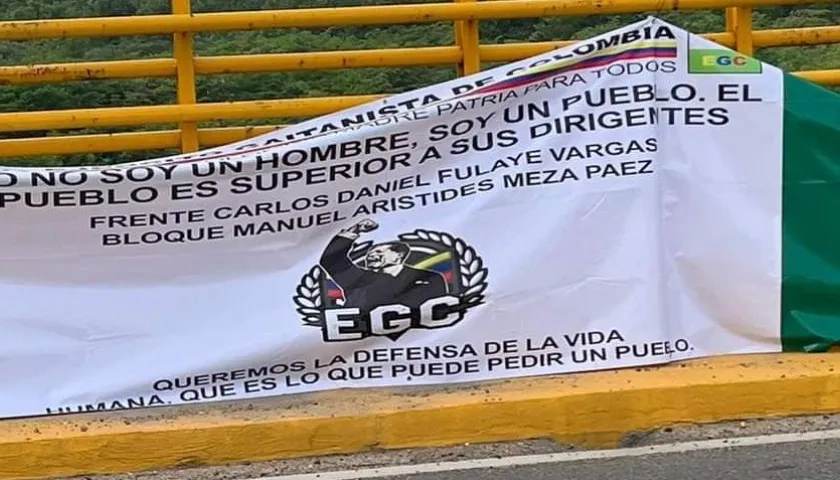 GAITANISTA DE COLOMBIA
MADRE PATRIA PARA TODOS
EGC
O NO SOY UN HOMBRE, SOY UN PUEBLO. EL
PUEBLO ES SUPERIOR A SUS DIRIGENTES
FRENTE CARLOS DANIEL FULAYE VARGAS
BLOQUE MANUEL ARISTIDES MEZA PAEZ
EGC
QUEREMOS LA DEFENSA DE LA VIDA
HUMANA, QUE ES LO QUE PUEDE PEDIR UN PUEBLO.